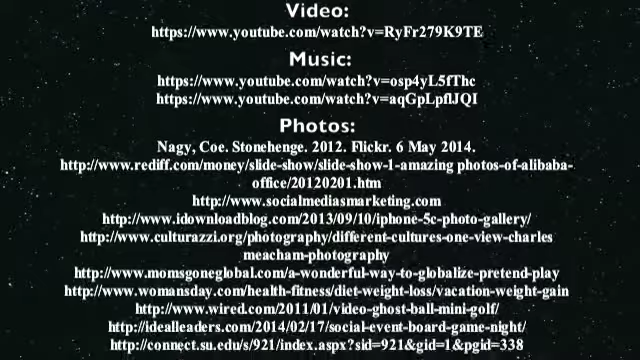 Video:
https://www.youtube.com/watch?v=RyFr279K9TE
Music:
https://www.youtube.com/watch?v=osp4yL5fThc
https://www.youtube.com/watch?v=aqGpLpflJQI
Photos:
Nagy, Coe. Stonehenge. 2012. Flickr. 6 May 2014.
http://www.rediff.com/money/slide-show/slide-show-1-amazing photos-of-alibaba-
office/20120201.htm
http://www.socialmediasmarketing.com
http://www.idownloadblog.com/2013/09/10/iphone-5c-photo-gallery/
http://www.culturazzi.org/photography/different-cultures-one-view-charles
meacham-photography
http://www.momsgoneglobal.com/a-wonderful-way-to-globalize-pretend-play
http://www.womansday.com/health-fitness/diet-weight-loss/vacation-weight-gain
http://www.wired.com/2011/01/video-ghost-ball-mini-golf/
http://idealleaders.com/2014/02/17/social-event-board-game-night/
http://connect.su.edu/s/921/index.aspx?sid=921&gid=1&pgid=338